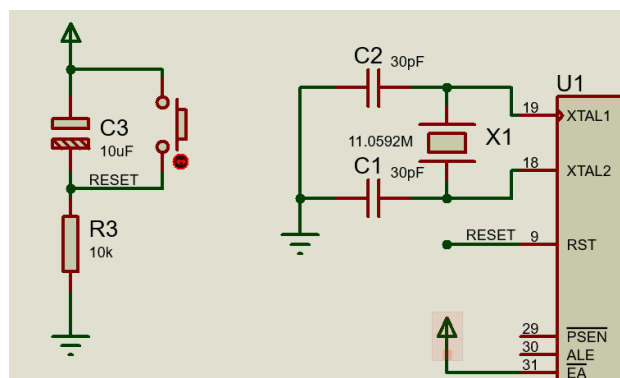 C2
30pF
U1
C3
10uF
19
XTAL1
11.0592M
X1
C1
30pF
18
XTAL2
RESET
R3
10k
RESET
9
RST
29
PSEN
30
ALE
31
EA